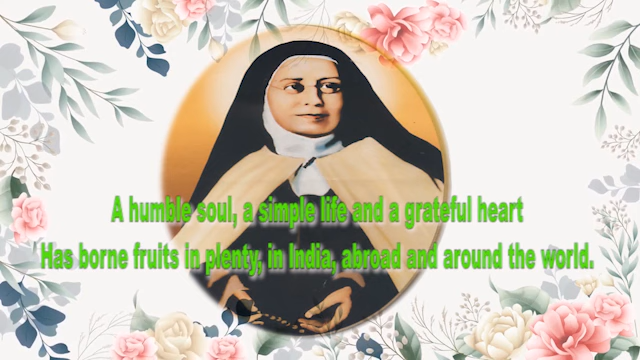 A humble soul, a simple life and a grateful heart
Has borne fruits in plenty, in India, abroad and around the world.